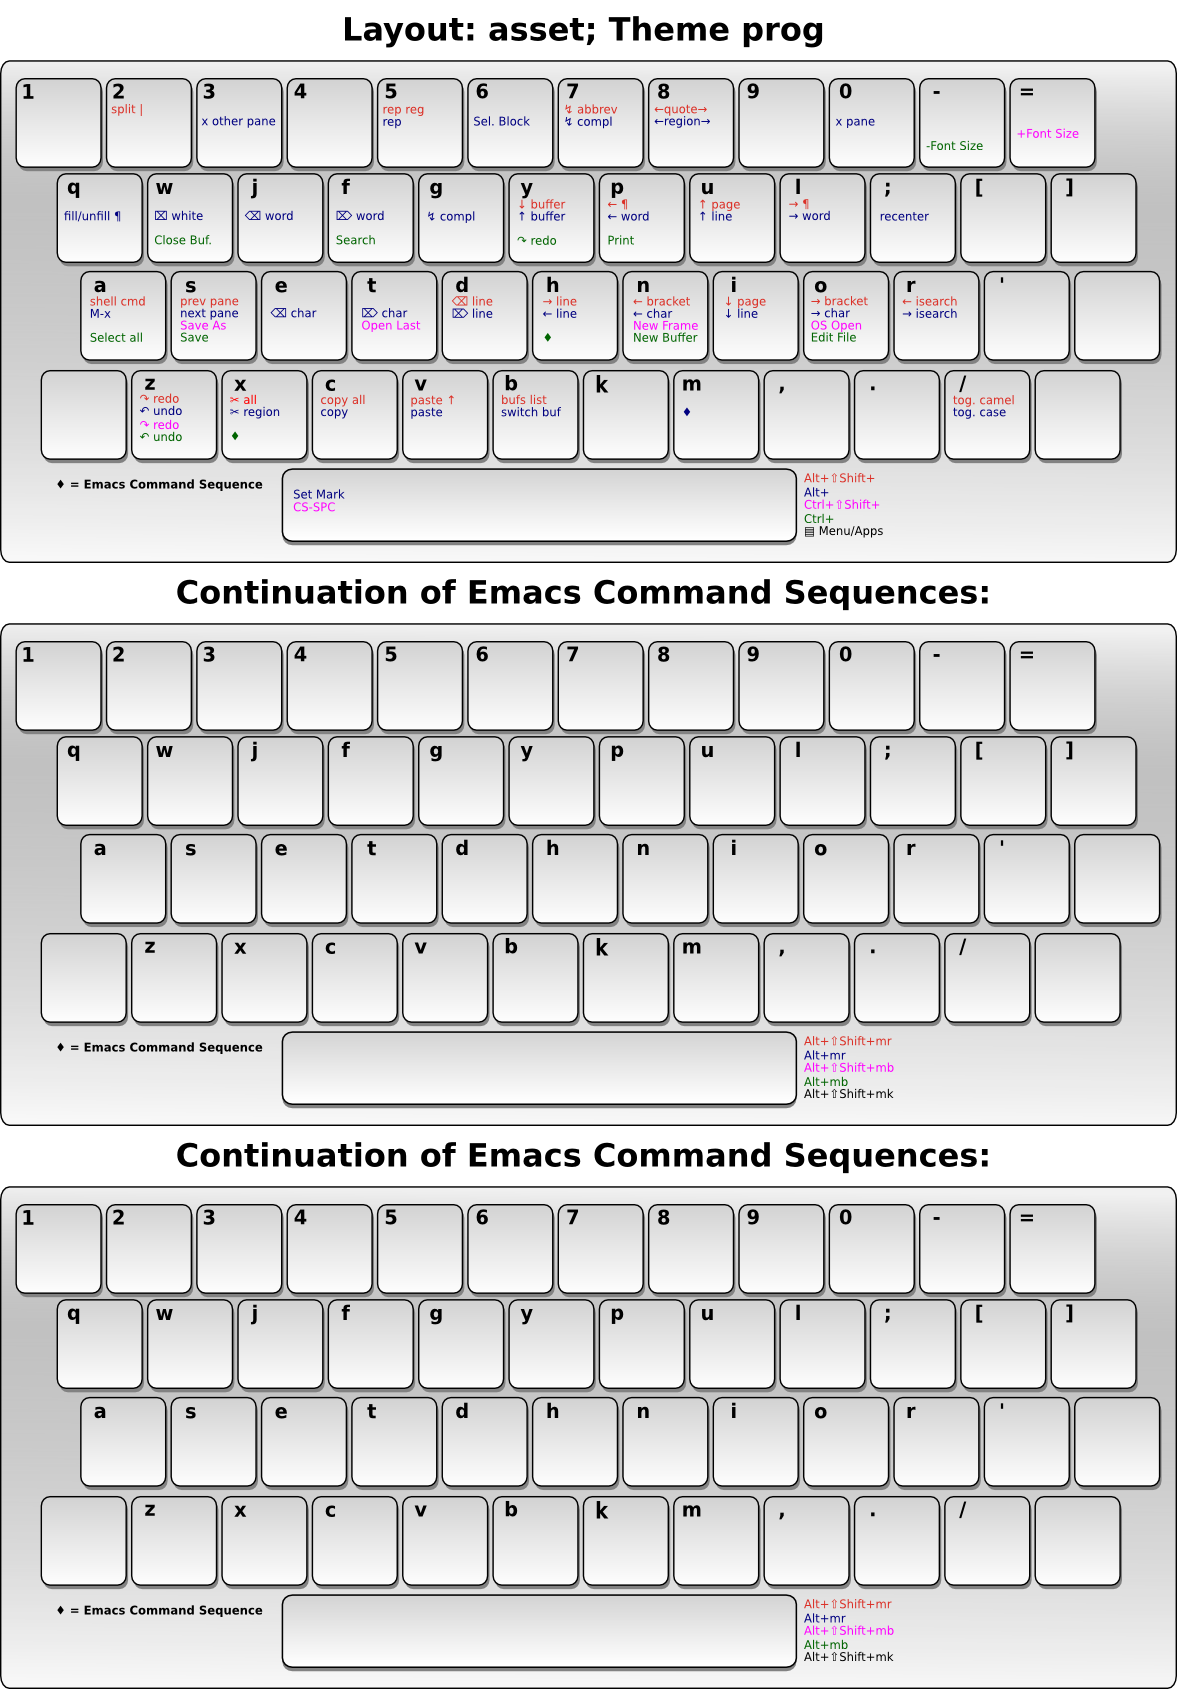 Layout: asset; Theme prog
1 2 3 4 5 6 7 8 9 0 - =
split | rep reg ↯ abbrev ←quote→
x other pane rep Sel. Block ↯ compl ←region→ x pane
+Font Size
-Font Size
q w j f g y p u l ; [ ]
↓ buffer ← ¶ ↑ page → ¶
fill/unfill ¶ ⌧ white ⌫ word ⌦ word ↯ compl ↑ buffer ← word ↑ line → word recenter
Close Buf. Search ↷ redo Print
a s e t d h n i o r '
shell cmd prev pane ⌫ line → line ← bracket ↓ page → bracket ← isearch
M-x next pane ⌫ char ⌦ char ⌦ line ← line ← char ↓ line → char → isearch
Save As Open Last New Frame OS Open
Select all Save ♦ New Buffer Edit File
z x c v b k m , . /
↷ redo ✂ all copy all paste ↑ bufs list tog. camel
↶ undo ✂ region copy paste switch buf ♦ tog. case
↷ redo
↶ undo ♦
♦ = Emacs Command Sequence
Set Mark
CS-SPC
Alt+⇧Shift+
Alt+
Ctrl+⇧Shift+
Ctrl+
▤ Menu/Apps
Continuation of Emacs Command Sequences:
1 2 3 4 5 6 7 8 9 0 - =
q w j f g y p u l ; [ ]
a s e t d h n i o r '
z x c v b k m , . /
♦ = Emacs Command Sequence
Alt+⇧Shift+mr
Alt+mr
Alt+⇧Shift+mb
Alt+mb
Alt+⇧Shift+mk
Continuation of Emacs Command Sequences:
1 2 3 4 5 6 7 8 9 0 - =
q w j f g y p u l ; [ ]
a s e t d h n i o r '
z x c v b k m , . /
♦ = Emacs Command Sequence
Alt+⇧Shift+mr
Alt+mr
Alt+⇧Shift+mb
Alt+mb
Alt+⇧Shift+mk